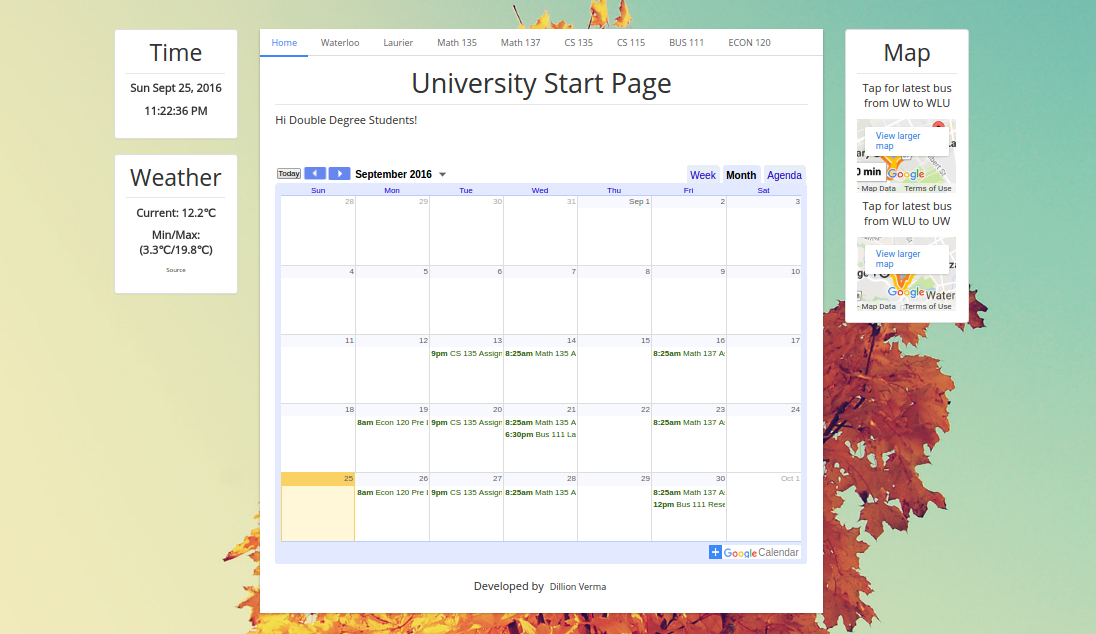 Time
Sun Sept 25, 2016
11:22:36 PM
Weather
Current: 12.2℃
Min/Max:
(3.3℃/19.8℃)
Source
Home Waterloo Laurier Math 135 Math 137 CS 135 CS 115 BUS 111 ECON 120
University Start Page
Hi Double Degree Students!
Today September 2016 Week Month Agenda
Sun Mon Tue Wed Thu Fri Sat
28 29 30 31 Sep 1 2 3
4 5 6 7 8 9 10
11 12 13 14 15 16 17
9pm CS 135 Assign 8:25am Math 135 A 8:25am Math 137 A
18 19 20 21 22 23 24
8am Econ 120 Pre 9pm CS 135 Assign 8:25am Math 135 A 8:25am Math 137 A
6:30pm Bus 111 La
25 26 27 28 29 30 Oct 1
8am Econ 120 Pre 9pm CS 135 Assign 8:25am Math 135 A 8:25am Math 137 A
12pm Bus 111 Rese
Google Calendar
Developed by Dillion Verma
Map
Tap for latest bus
from UW to WLU
View larger
map
0 min
Google
Map Data Terms of Use
Tap for latest bus
from WLU to UW
View larger
map
Google
Water
Map Data Terms of Use